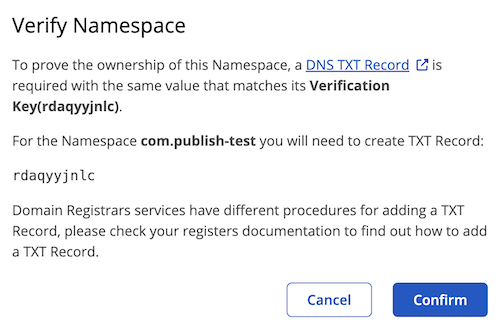 Verify Namespace
To prove the ownership of this Namespace, a DNS TXT Record is
required with the same value that matches its Verification
Key(rdaqyyjnlc).
For the Namespace com.publish-test you will need to create TXT Record:
rdaqyyjnlc
Domain Registrars services have different procedures for adding a TXT
Record, please check your registers documentation to find out how to add
a TXT Record.
Cancel
Confirm